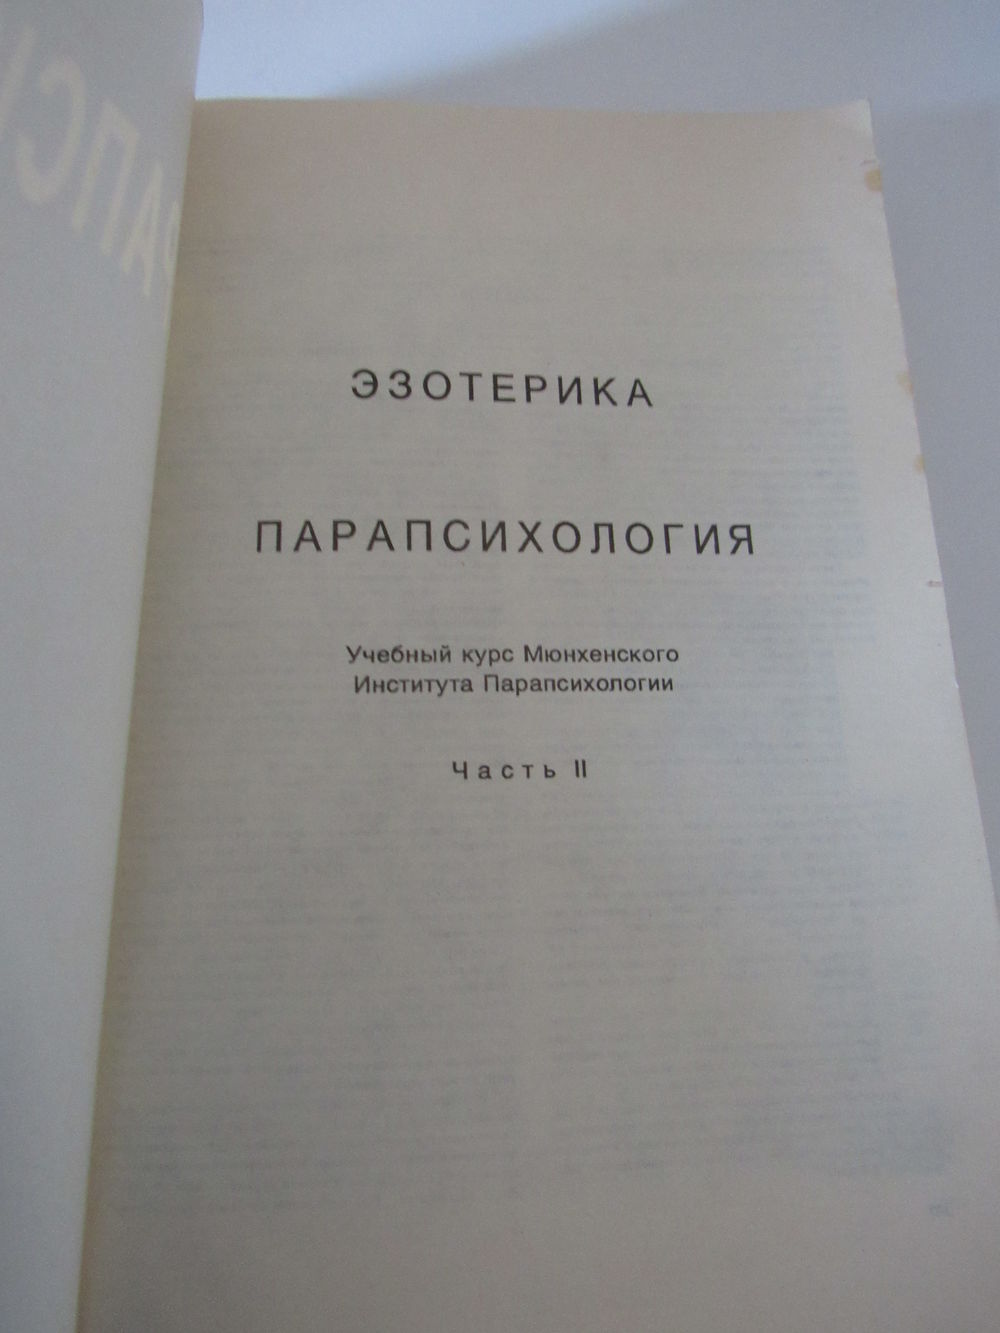 ЭЗОТЕРИКА
ПАРАПСИХОЛОГИЯ
Учебный курс Мюнхенского
Института Парапсихологии
Часть II